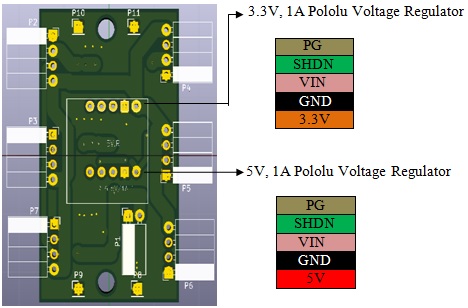 3.3V, 1A Pololu Voltage Regulator
PG
SHDN
VIN
GND
3.3V
5V, 1A Pololu Voltage Regulator
PG
SHDN
VIN
GND
5V
P10
P11
P2
P4
P3
P5
P7
P1
P9
P8
P6